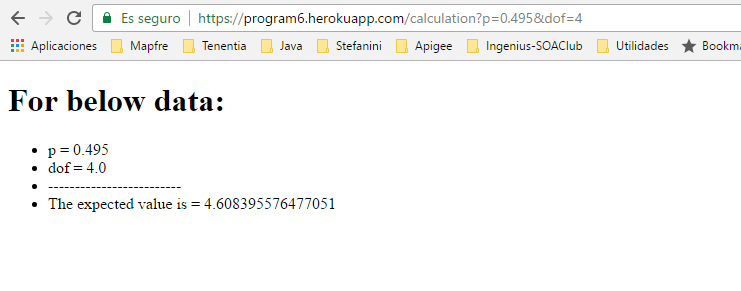 Es seguro | https://program6.herokuapp.com/calculation?p=0.495&dof=4
Aplicaciones Mapfre Tenentia Java Stefanini Apigee Ingenius-SOAClub Utilidades Bookma
For below data:
• p = 0.495
• dof = 4.0
• -------------------------
• The expected value is = 4.608395576477051